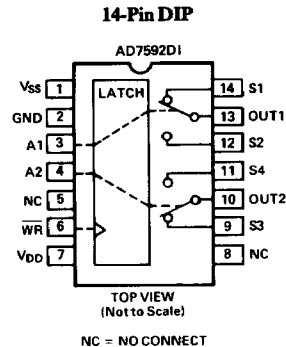 14-Pin DIP
AD7592DI
LATCH
VSS 1
GND 2
A1 3
A2 4
NC 5
W̅R̅ 6
VDD 7
14 S1
13 OUT1
12 S2
11 S4
10 OUT2
9 S3
8 NC
TOP VIEW
(Not to Scale)
NC = NO CONNECT